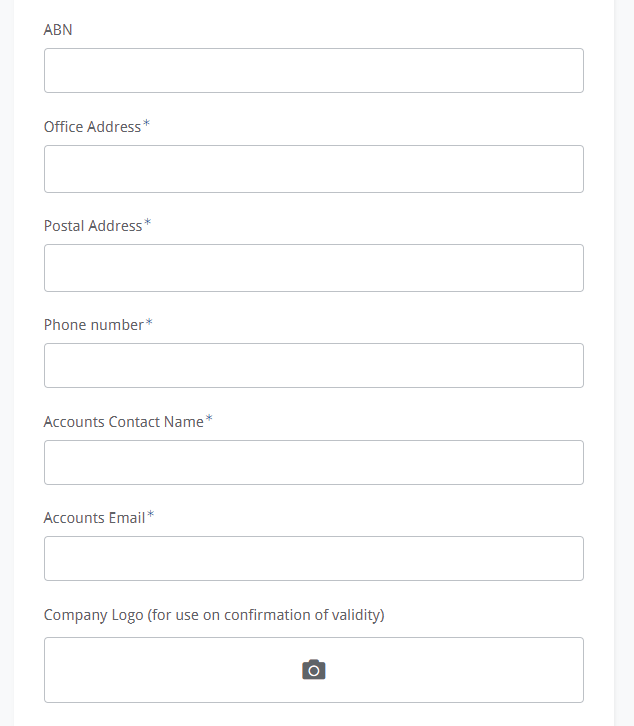 ABN
Office Address*
Postal Address*
Phone number*
Accounts Contact Name*
Accounts Email*
Company Logo (for use on confirmation of validity)